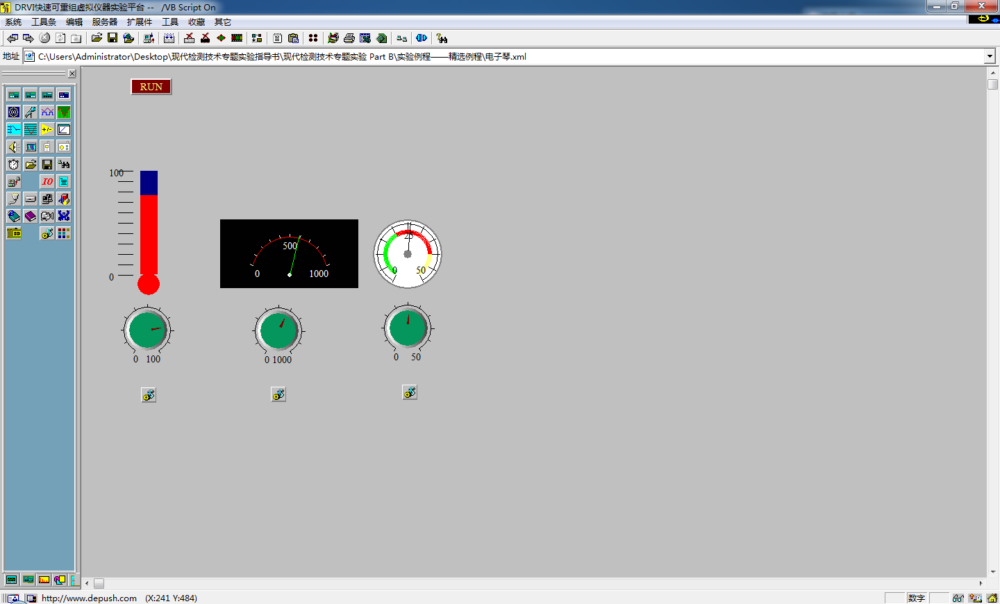 DRVI快速可重组虚拟仪器实验平台 -- /VB Script On
系统 工具条 编辑 服务器 扩展件 工具 收藏 其它
地址 C:\Users\Administrator\Desktop\现代检测技术专题实验指导书\现代检测技术专题实验 Part B\实验例程——精选例程\电子琴.xml
RUN
+/-
IO
100
0
500
0 1000
25
0 50
0 100
0 1000
0 50
http://www.depush.com (X:241 Y:484)
数字